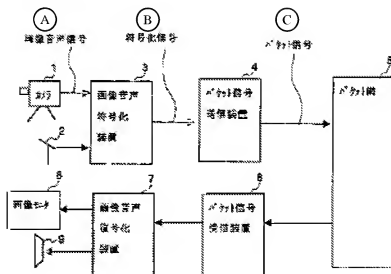 A
B
C
画像音声信号
符号化信号
パケット信号
1
カメラ
2
3
画像音声
符号化
装置
4
パケット信号
送信装置
5
パケット網
6
画像モニタ
9
7
画像音声
復号化
装置
8
パケット信号
受信装置